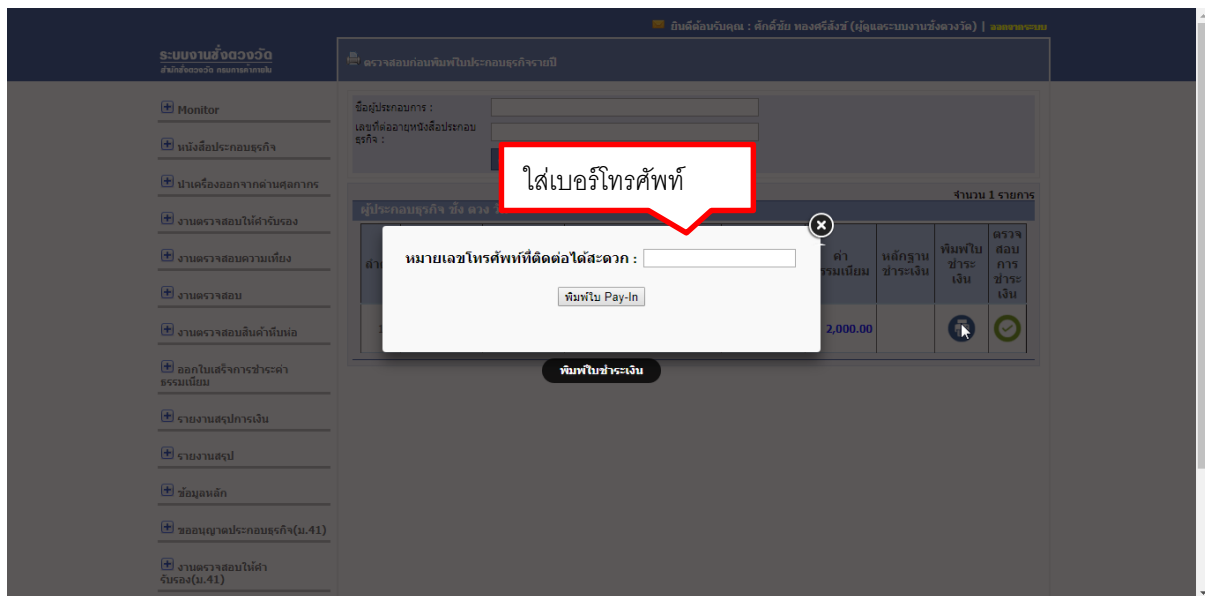 ยินดีต้อนรับคุณ : ศักดิ์ชัย ทองศรีสังข์ (ผู้ดูแลระบบงานชั่งตวงวัด) | ออกจากระบบ
ระบบงานชั่งตวงวัด
สำนักชั่งตวงวัด กรมการค้าภายใน
ตรวจสอบก่อนพิมพ์ใบประกอบธุรกิจรายปี
Monitor
หนังสือประกอบธุรกิจ
นำเครื่องออกจากด่านศุลกากร
งานตรวจสอบให้คำรับรอง
งานตรวจสอบความเที่ยง
งานตรวจสอบ
งานตรวจสอบสินค้าหีบห่อ
ออกใบเสร็จการชำระค่า
ธรรมเนียม
รายงานสรุปการเงิน
รายงานสรุป
ข้อมูลหลัก
ขออนุญาตประกอบธุรกิจ(ม.41)
งานตรวจสอบให้คำ
รับรอง(ม.41)
ชื่อผู้ประกอบการ :
เลขที่ต่ออายุหนังสือประกอบ
ธุรกิจ :
ใส่เบอร์โทรศัพท์
จำนวน 1 รายการ
ผู้ประกอบธุรกิจ ชั่ง ตวง
หมายเลขโทรศัพท์ที่ติดต่อได้สะดวก :
พิมพ์ใบ Pay-In
ค่า
รรมเนียม
หลักฐาน
ชำระเงิน
พิมพ์ใบ
ชำระ
เงิน
ตรวจ
สอบ
การ
ชำระ
เงิน
2,000.00
พิมพ์ใบชำระเงิน